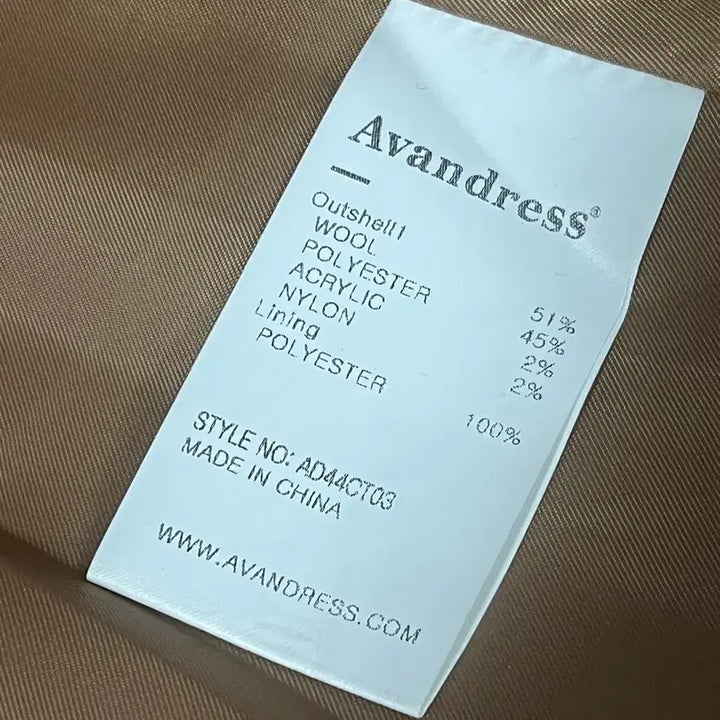 Avandress®
Outshell1
WOOL 51%
POLYESTER 45%
ACRYLIC 2%
NYLON 2%
Lining
POLYESTER 100%
STYLE NO: AD44CT03
MADE IN CHINA
WWW.AVANDRESS.COM